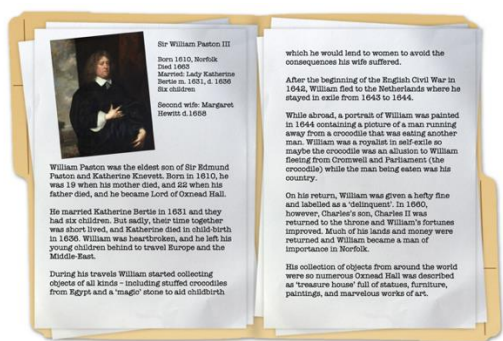 Sir William Paston III
Born 1610, Norfolk
Died 1663
Married: Lady Katherine
Bertie m. 1631, d. 1636
Six children
Second wife: Margaret
Hewitt d.1658
William Paston was the eldest son of Sir Edmund
Paston and Katherine Knevett. Born in 1610, he
was 19 when his mother died, and 22 when his
father died, and he became Lord of Oxnead Hall.
He married Katherine Bertie in 1631 and they
had six children. But sadly, their time together
was short lived, and Katherine died in child-birth
in 1636. William was heartbroken, and he left his
young children behind to travel Europe and the
Middle-East.
During his travels William started collecting
objects of all kinds – including stuffed crocodiles
from Egypt and a ‘magic’ stone to aid childbirth
which he would lend to women to avoid the
consequences his wife suffered.
After the beginning of the English Civil War in
1642, William fled to the Netherlands where he
stayed in exile from 1643 to 1644.
While abroad, a portrait of William was painted
in 1644 containing a picture of a man running
away from a crocodile that was eating another
man. William was a royalist in self-exile so
maybe the crocodile was an allusion to William
fleeing from Cromwell and Parliament (the
crocodile) while the man being eaten was his
country.
On his return, William was given a hefty fine
and labelled as a ‘delinquent’. In 1660,
however, Charles’s son, Charles II was
returned to the throne and William’s fortunes
improved. Much of his lands and money were
returned and William became a man of
importance in Norfolk.
His collection of objects from around the world
were so numerous Oxnead Hall was described
as ‘treasure house’ full of statues, furniture,
paintings, and marvelous works of art.